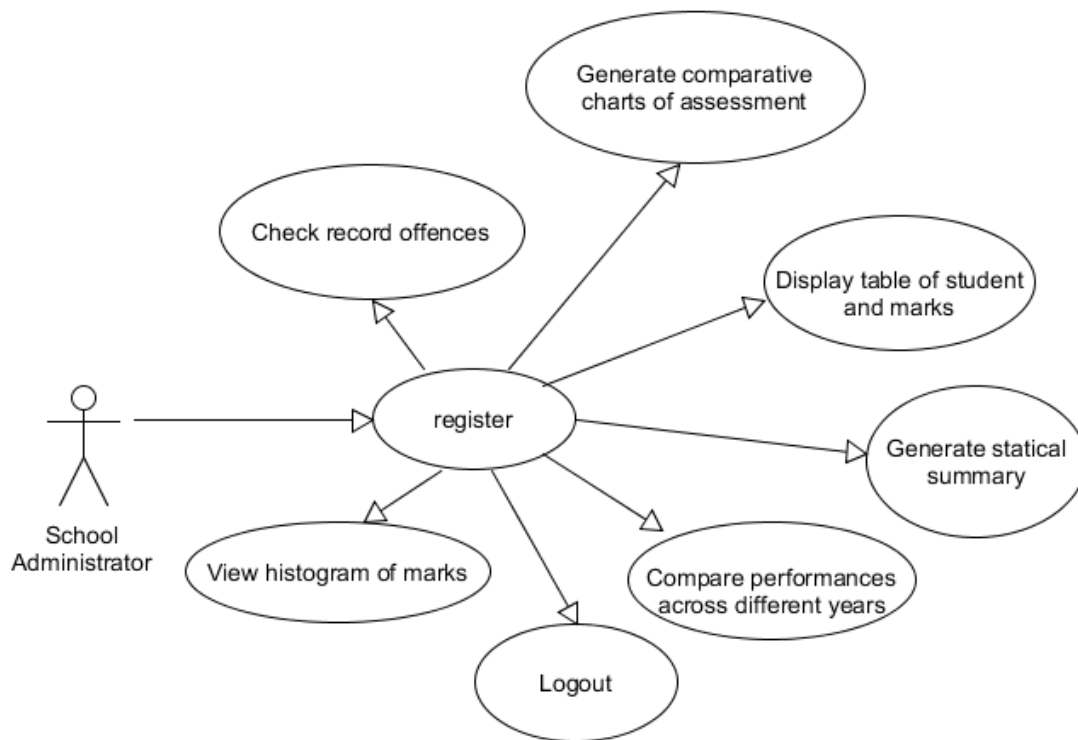 Generate comparative
charts of assessment
Check record offences
Display table of student
and marks
register
Generate statical
summary
School
Administrator
View histogram of marks
Compare performances
across different years
Logout